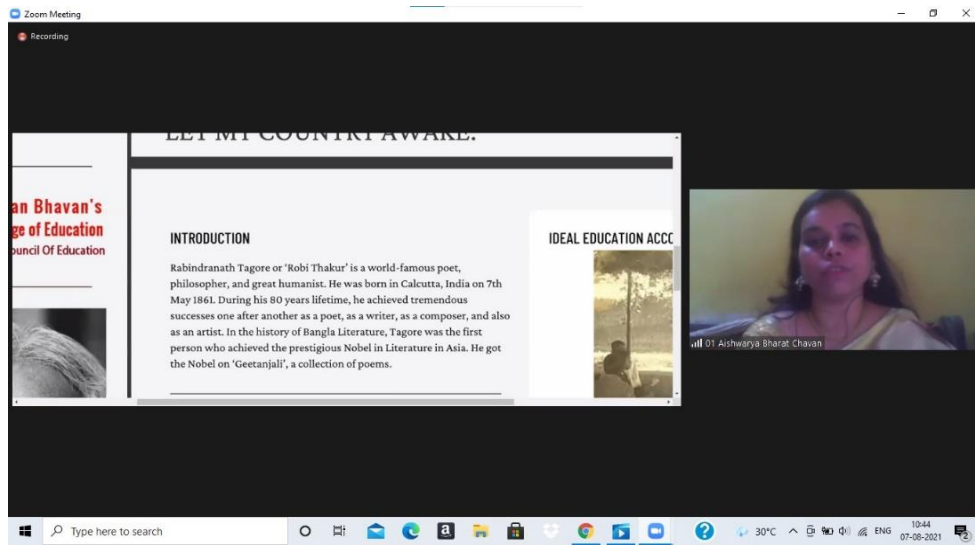 Zoom Meeting
Recording
LET MY COUNTRY AWAKE.
an Bhavan's
ge of Education
ouncil Of Education
INTRODUCTION
Rabindranath Tagore or 'Robi Thakur' is a world-famous poet,
philosopher, and great humanist. He was born in Calcutta, India on 7th
May 1861. During his 80 years lifetime, he achieved tremendous
successes one after another as a poet, as a writer, as a composer, and also
as an artist. In the history of Bangla Literature, Tagore was the first
person who achieved the prestigious Nobel in Literature in Asia. He got
the Nobel on 'Geetanjali', a collection of poems.
IDEAL EDUCATION ACCO
01 Aishwarya Bharat Chavan
Type here to search
a
30°C
ENG
10:44
07-08-2021
2